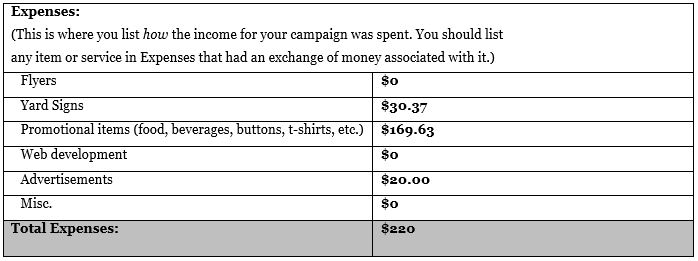 Expenses:
(This is where you list how the income for your campaign was spent. You should list
any item or service in Expenses that had an exchange of money associated with it.)
Flyers $0
Yard Signs $30.37
Promotional items (food, beverages, buttons, t-shirts, etc.) $169.63
Web development $0
Advertisements $20.00
Misc. $0
Total Expenses: $220